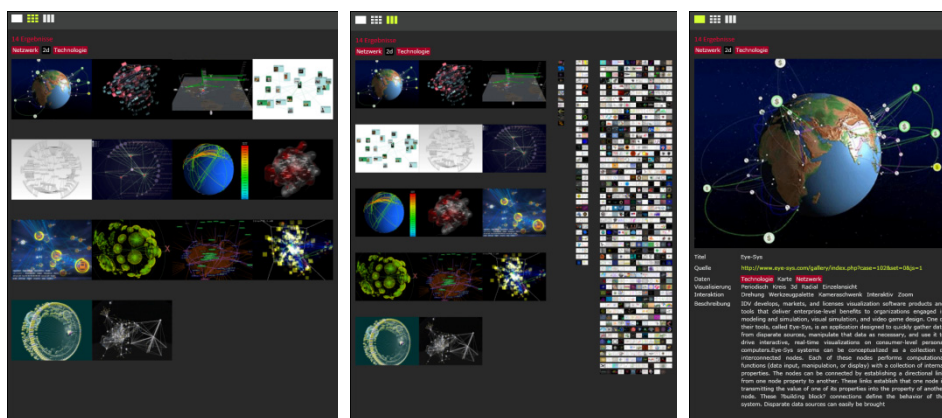 14 Ergebnisse
Netzwerk 2d Technologie
14 Ergebnisse
Netzwerk 2d Technologie
14 Ergebnisse
Netzwerk 2d Technologie
Titel Eye-Sys
Quelle http://www.eye-sys.com/gallery/index.php?case=102&set=0&js=1
Daten Technologie Karte Netzwerk
Visualisierung Periodisch Kreis 3d Radial Einzelansicht
Interaktion Drehung Werkzeugpalette Kameraschwenk Interaktiv Zoom
Beschreibung IDV develops, markets, and licenses visualization software products an
tools that deliver enterprise-level benefits to organizations engaged i
modeling and simulation, visual simulation, and video game design. One o
their tools, called Eye-Sys, is an application designed to quickly gather dat
from disparate sources, manipulate that data as necessary, and use it t
drive interactive, real-time visualizations on consumer-level persona
computers.Eye-Sys systems can be conceptualized as a collection o
interconnected nodes. Each of these nodes performs computationa
functions (data input, manipulation, or display) with a collection of interna
properties. The nodes can be connected by establishing a directional lin
from one node property to another. These links establish that one node i
transmitting the value of one of its properties into the property of anothe
node. These ?building block? connections define the behavior of th
system. Disparate data sources can easily be brought